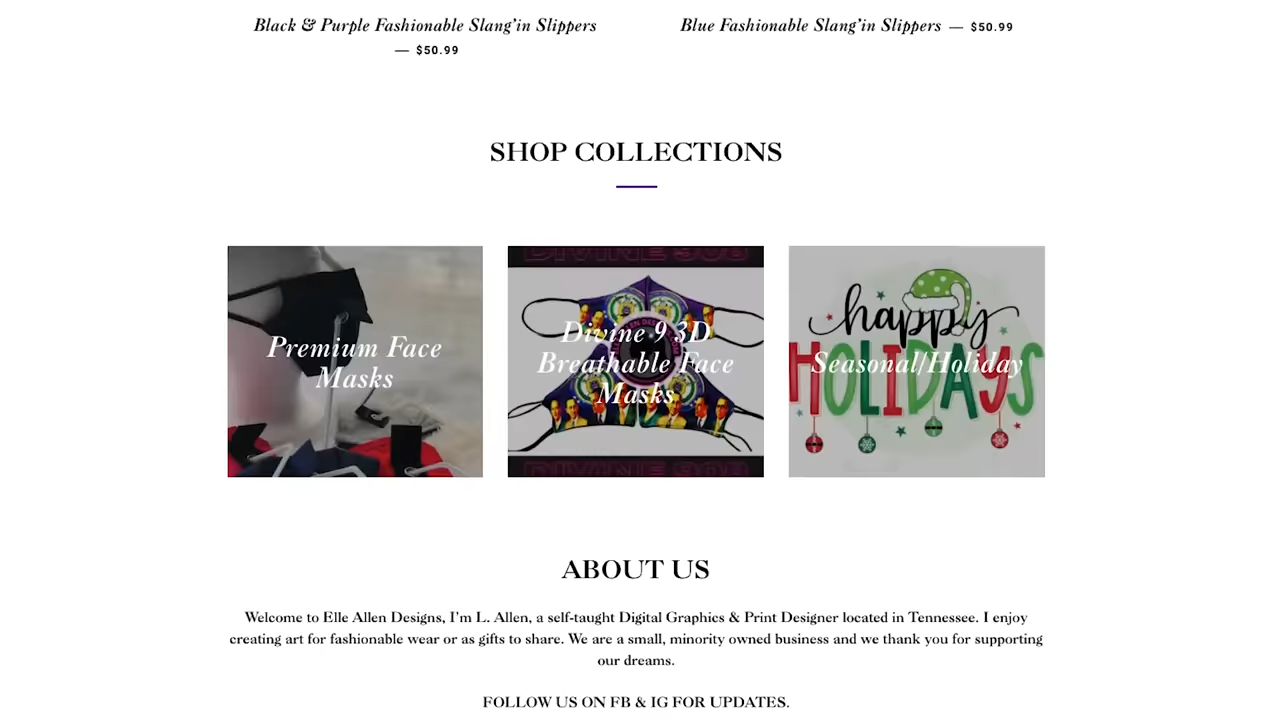 Black & Purple Fashionable Slang'in Slippers
— $50.99
Blue Fashionable Slang'in Slippers — $50.99
SHOP COLLECTIONS
Premium Face
Masks
DIVINE 9
Divine 9 3D
Breathable Face
Masks
happy
HOLIDAYS
Seasonal/Holiday
ABOUT US
Welcome to Elle Allen Designs, I'm L. Allen, a self-taught Digital Graphics & Print Designer located in Tennessee. I enjoy
creating art for fashionable wear or as gifts to share. We are a small, minority owned business and we thank you for supporting
our dreams.
FOLLOW US ON FB & IG FOR UPDATES.